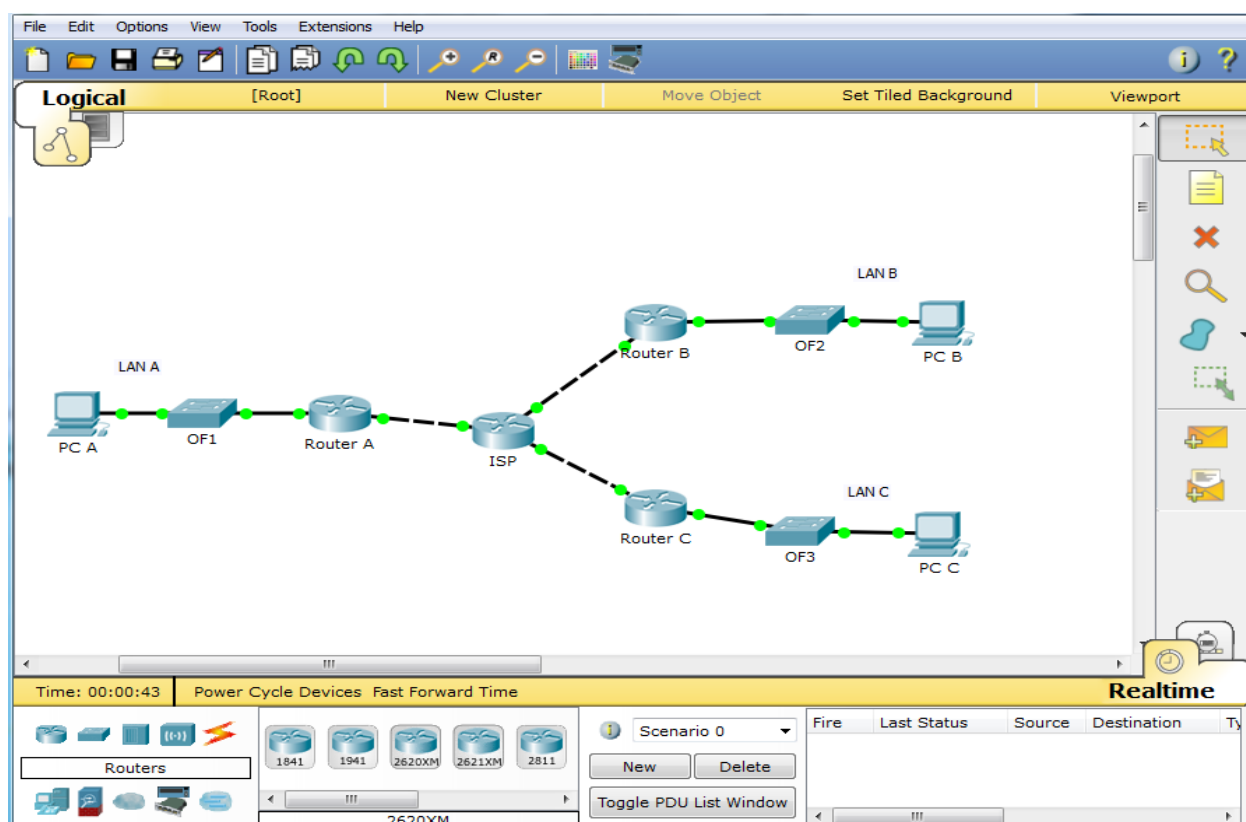 File Edit Options View Tools Extensions Help
Logical [Root] New Cluster Move Object Set Tiled Background Viewport
LAN B
Router B
OF2
PC B
LAN A
PC A
OF1
Router A
ISP
LAN C
Router C
OF3
PC C
Time: 00:00:43 Power Cycle Devices Fast Forward Time Realtime
Routers
1841 1941 2620XM 2621XM 2811
2620XM
Scenario 0
New Delete
Toggle PDU List Window
Fire Last Status Source Destination